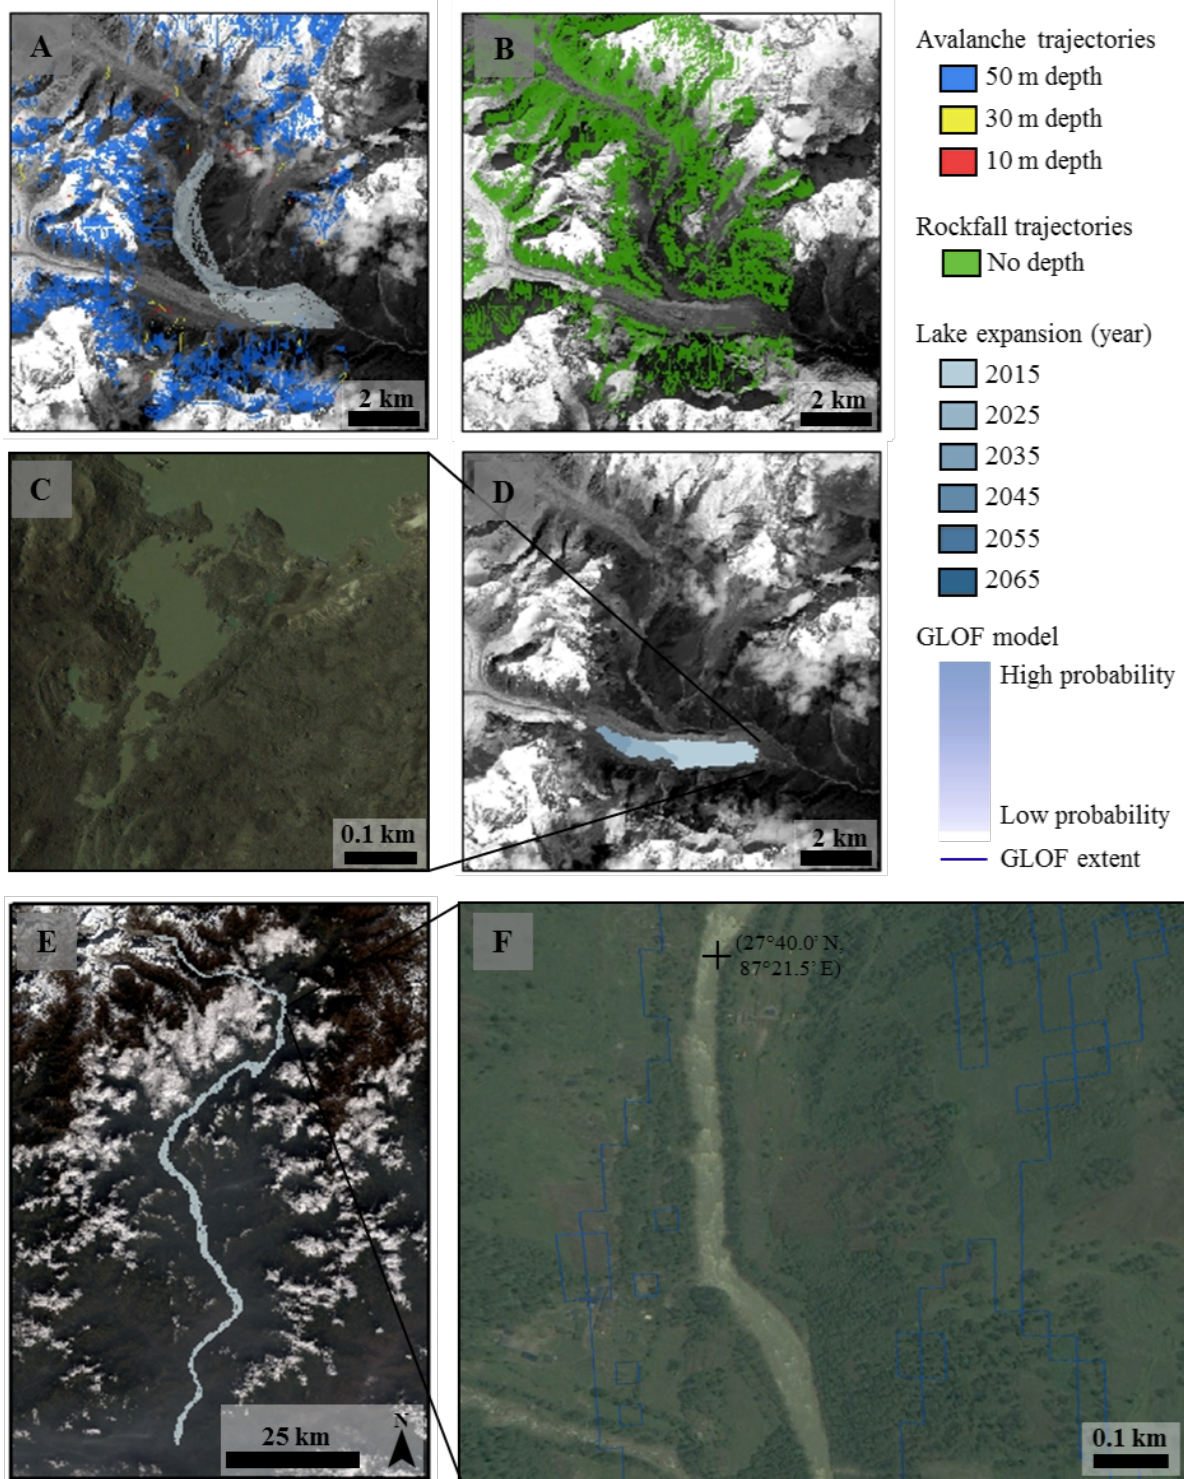 A
B
Avalanche trajectories
50 m depth
30 m depth
10 m depth
Rockfall trajectories
No depth
2 km
2 km
Lake expansion (year)
2015
2025
2035
2045
2055
2065
C
D
0.1 km
2 km
GLOF model
High probability
Low probability
GLOF extent
E
F
(27°40.0' N,
87°21.5' E)
25 km
N
0.1 km